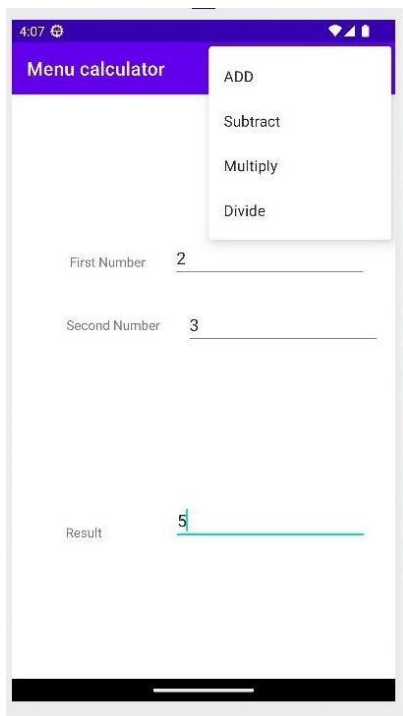 4:07
Menu calculator
ADD
Subtract
Multiply
Divide
First Number 2
Second Number 3
Result 5